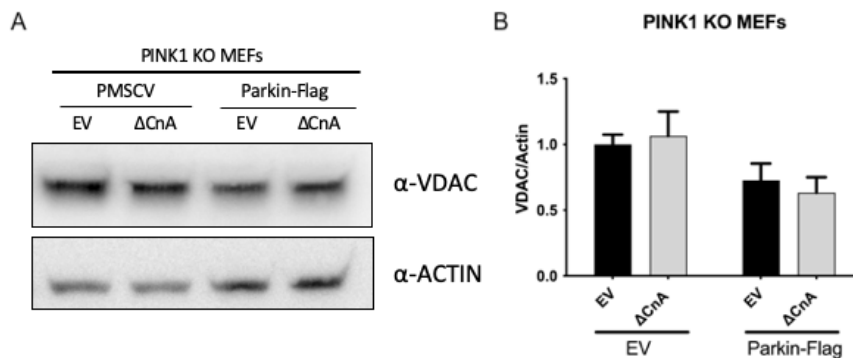 A
PINK1 KO MEFs
PMSCV Parkin-Flag
EV ΔCnA EV ΔCnA
α-VDAC
α-ACTIN
B
PINK1 KO MEFs
VDAC/Actin
1.5
1.0
0.5
0.0
EV ΔCnA EV ΔCnA
EV Parkin-Flag